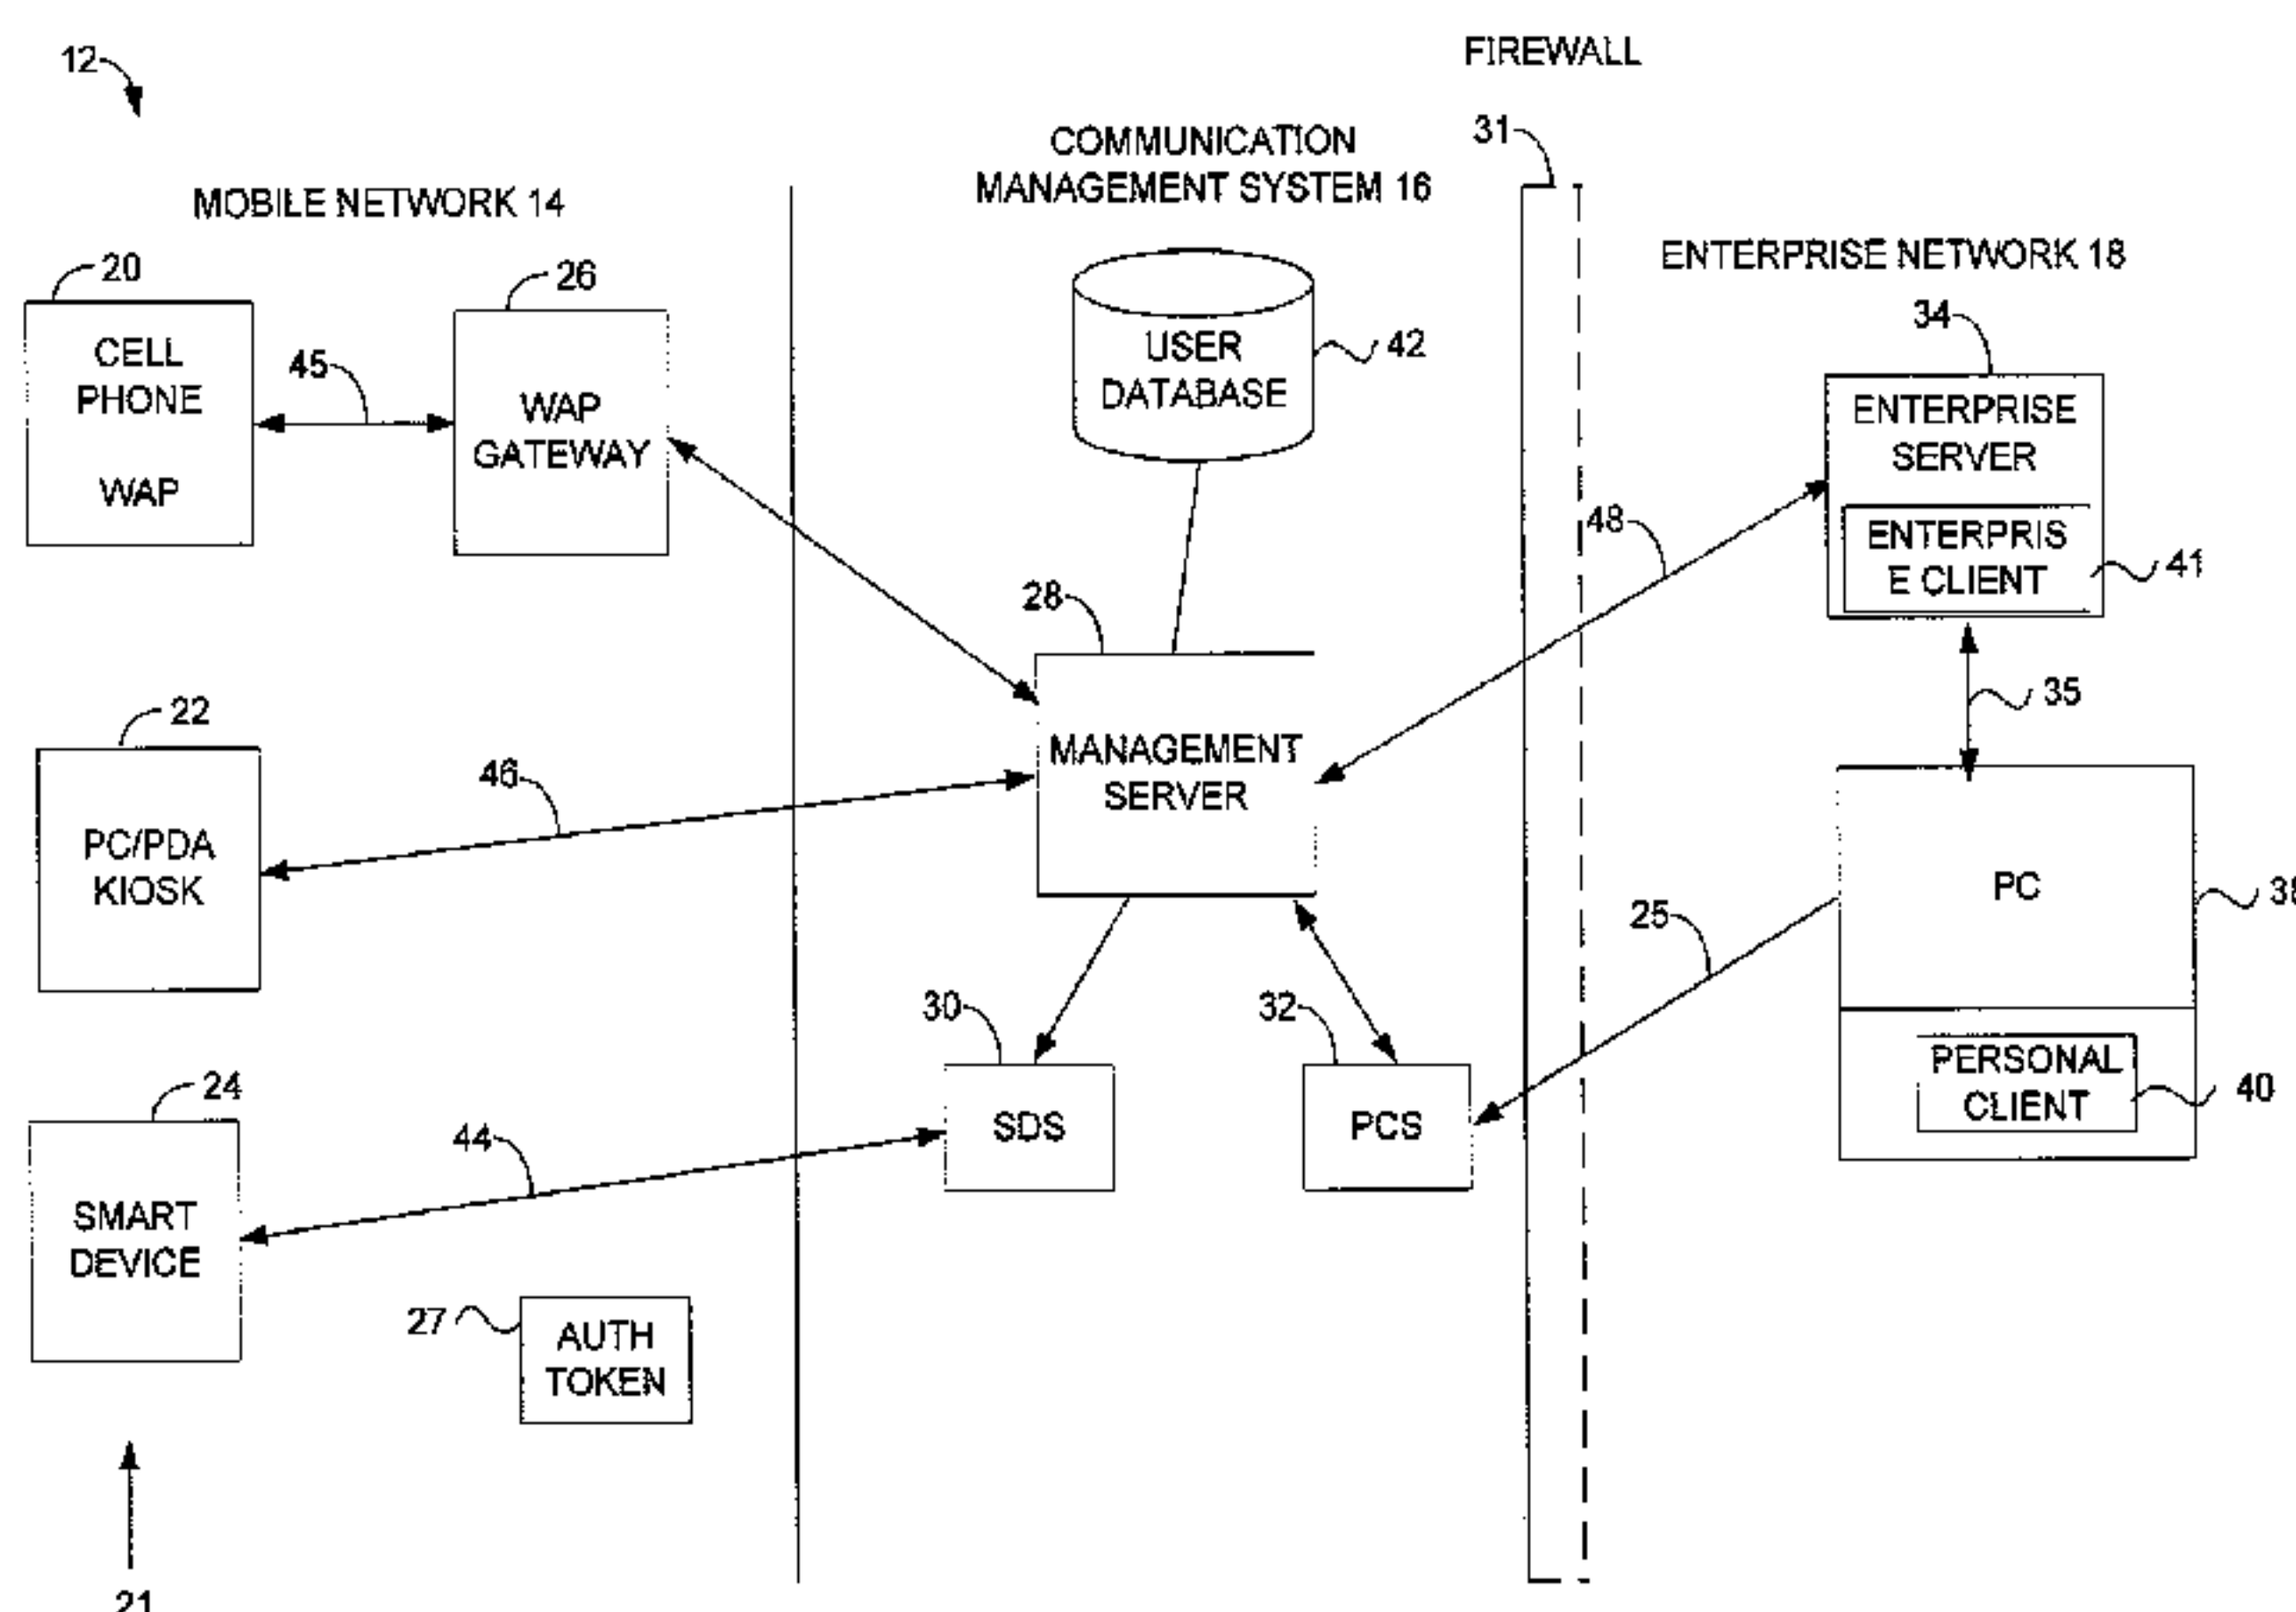 12
FIREWALL
31
COMMUNICATION
MANAGEMENT SYSTEM 16
MOBILE NETWORK 14
ENTERPRISE NETWORK 18
20
CELL
PHONE
WAP
45
26
WAP
GATEWAY
USER
DATABASE
42
34
ENTERPRISE
SERVER
ENTERPRIS
E CLIENT
41
48
28
MANAGEMENT
SERVER
35
22
PC/PDA
KIOSK
46
PC
25
30
SDS
32
PCS
PERSONAL
CLIENT
40
24
SMART
DEVICE
44
27
AUTH
TOKEN
21